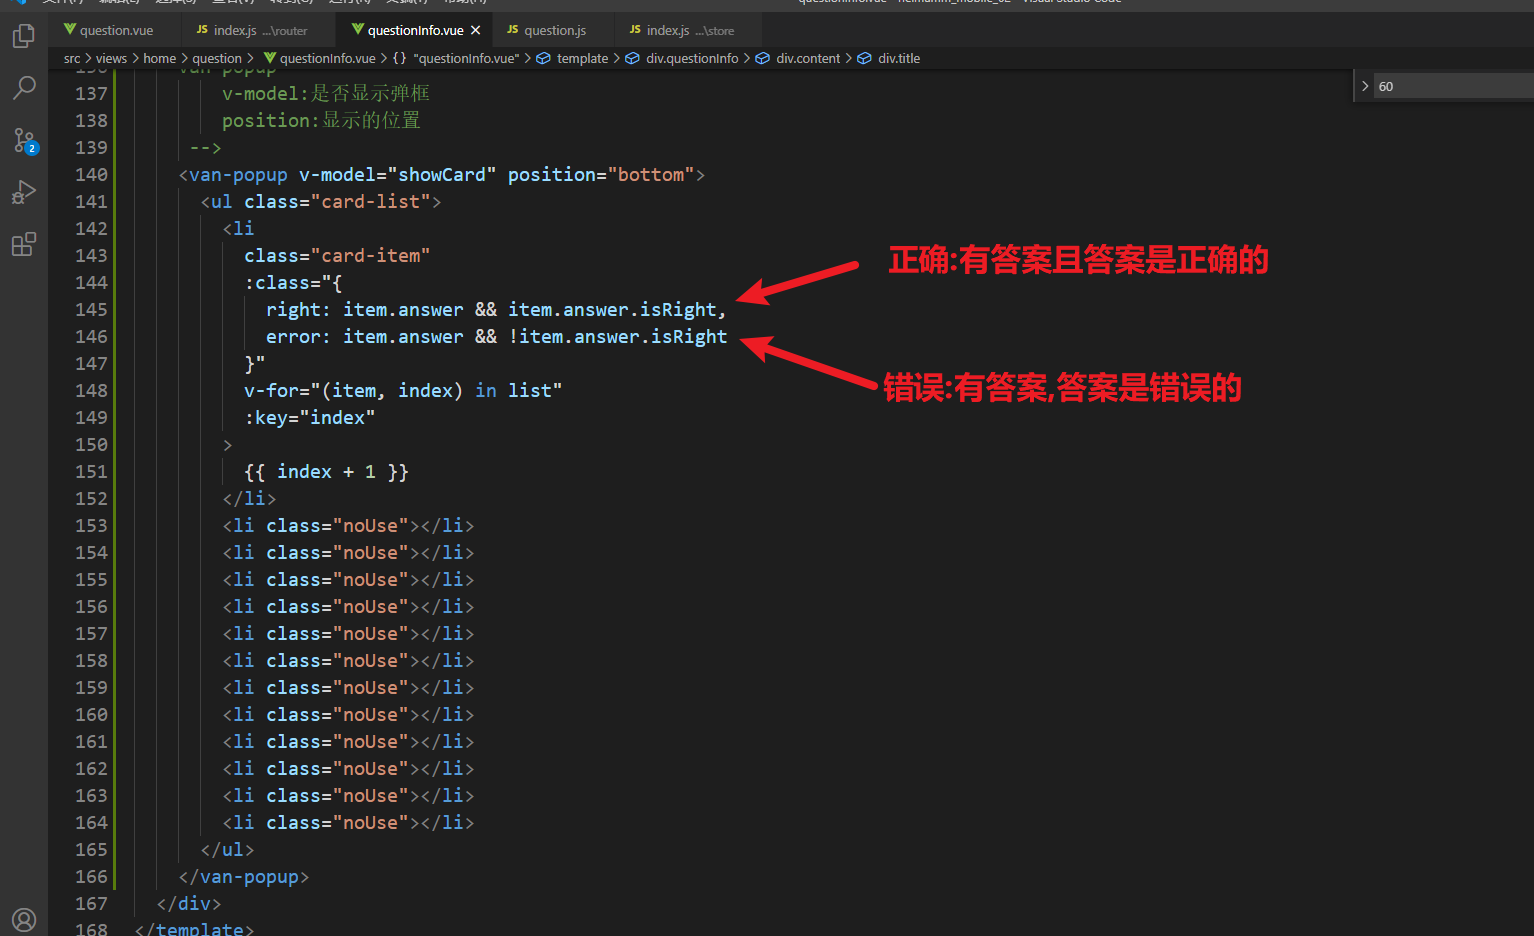 question.vue
JS index.js ...\router
questionInfo.vue
JS question.js
JS index.js ...\store
src > views > home > question > questionInfo.vue > {} "questionInfo.vue" > template > div.questionInfo > div.content > div.title
60
137 v-model:是否显示弹框
138 position:显示的位置
139 -->
140 <van-popup v-model="showCard" position="bottom">
141 <ul class="card-list">
142 <li
143 class="card-item"
144 :class="{
145 right: item.answer && item.answer.isRight,
146 error: item.answer && !item.answer.isRight
147 }"
148 v-for="(item, index) in list"
149 :key="index"
150 >
151 {{ index + 1 }}
152 </li>
153 <li class="noUse"></li>
154 <li class="noUse"></li>
155 <li class="noUse"></li>
156 <li class="noUse"></li>
157 <li class="noUse"></li>
158 <li class="noUse"></li>
159 <li class="noUse"></li>
160 <li class="noUse"></li>
161 <li class="noUse"></li>
162 <li class="noUse"></li>
163 <li class="noUse"></li>
164 <li class="noUse"></li>
165 </ul>
166 </van-popup>
167 </div>
168 </template>
正确:有答案且答案是正确的
错误:有答案,答案是错误的
2